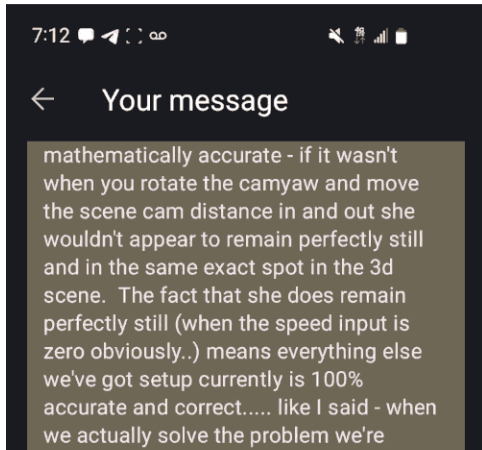 7:12
Your message
mathematically accurate - if it wasn't
when you rotate the camyaw and move
the scene cam distance in and out she
wouldn't appear to remain perfectly still
and in the same exact spot in the 3d
scene.  The fact that she does remain
perfectly still (when the speed input is
zero obviously..) means everything else
we've got setup currently is 100%
accurate and correct..... like I said - when
we actually solve the problem we're